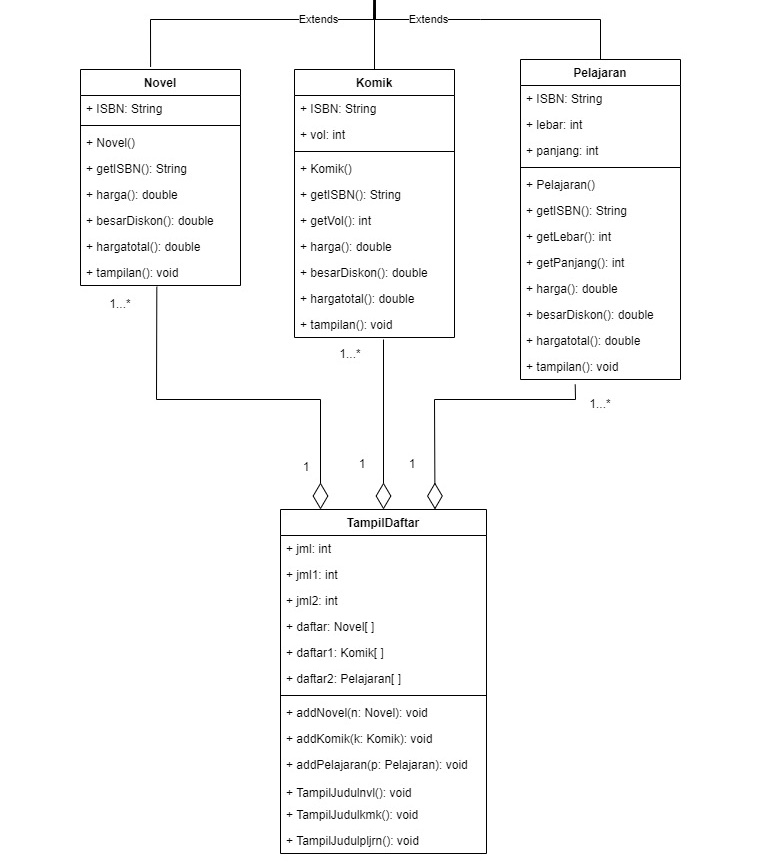 Extends
Extends
Novel
+ ISBN: String
+ Novel()
+ getISBN(): String
+ harga(): double
+ besarDiskon(): double
+ hargatotal(): double
+ tampilan(): void
1...*
Komik
+ ISBN: String
+ vol: int
+ Komik()
+ getISBN(): String
+ getVol(): int
+ harga(): double
+ besarDiskon(): double
+ hargatotal(): double
+ tampilan(): void
1...*
Pelajaran
+ ISBN: String
+ lebar: int
+ panjang: int
+ Pelajaran()
+ getISBN(): String
+ getLebar(): int
+ getPanjang(): int
+ harga(): double
+ besarDiskon(): double
+ hargatotal(): double
+ tampilan(): void
1...*
1
1
1
TampilDaftar
+ jml: int
+ jml1: int
+ jml2: int
+ daftar: Novel[ ]
+ daftar1: Komik[ ]
+ daftar2: Pelajaran[ ]
+ addNovel(n: Novel): void
+ addKomik(k: Komik): void
+ addPelajaran(p: Pelajaran): void
+ TampilJudulnvl(): void
+ TampilJudulkmk(): void
+ TampilJudulpljrn(): void